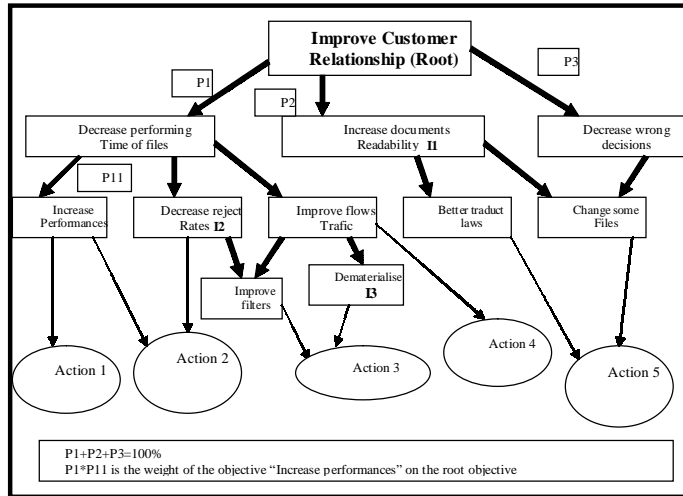 Improve Customer
Relationship (Root)
P1
P2
P3
Decrease performing
Time of files
Increase documents
Readability I1
Decrease wrong
decisions
P11
Increase
Performances
Decrease reject
Rates I2
Improve flows
Trafic
Better traduct
laws
Change some
Files
Improve
filters
Dematerialise
I3
Action 1
Action 2
Action 3
Action 4
Action 5
P1+P2+P3=100%
P1*P11 is the weight of the objective “Increase performances” on the root objective